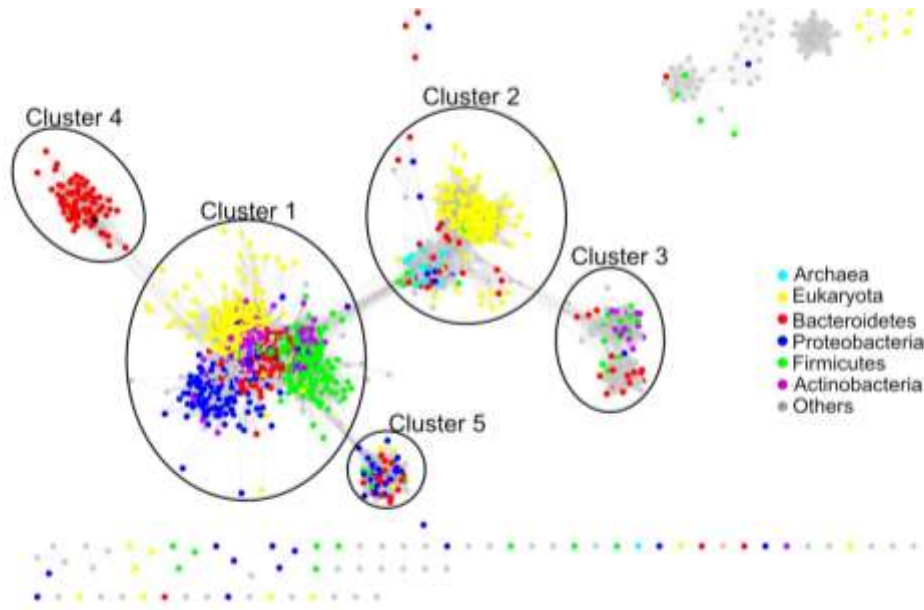 Cluster 2
Cluster 4
Cluster 1
Cluster 3
Archaea
Eukaryota
Bacteroidetes
Proteobacteria
Firmicutes
Actinobacteria
Others
Cluster 5